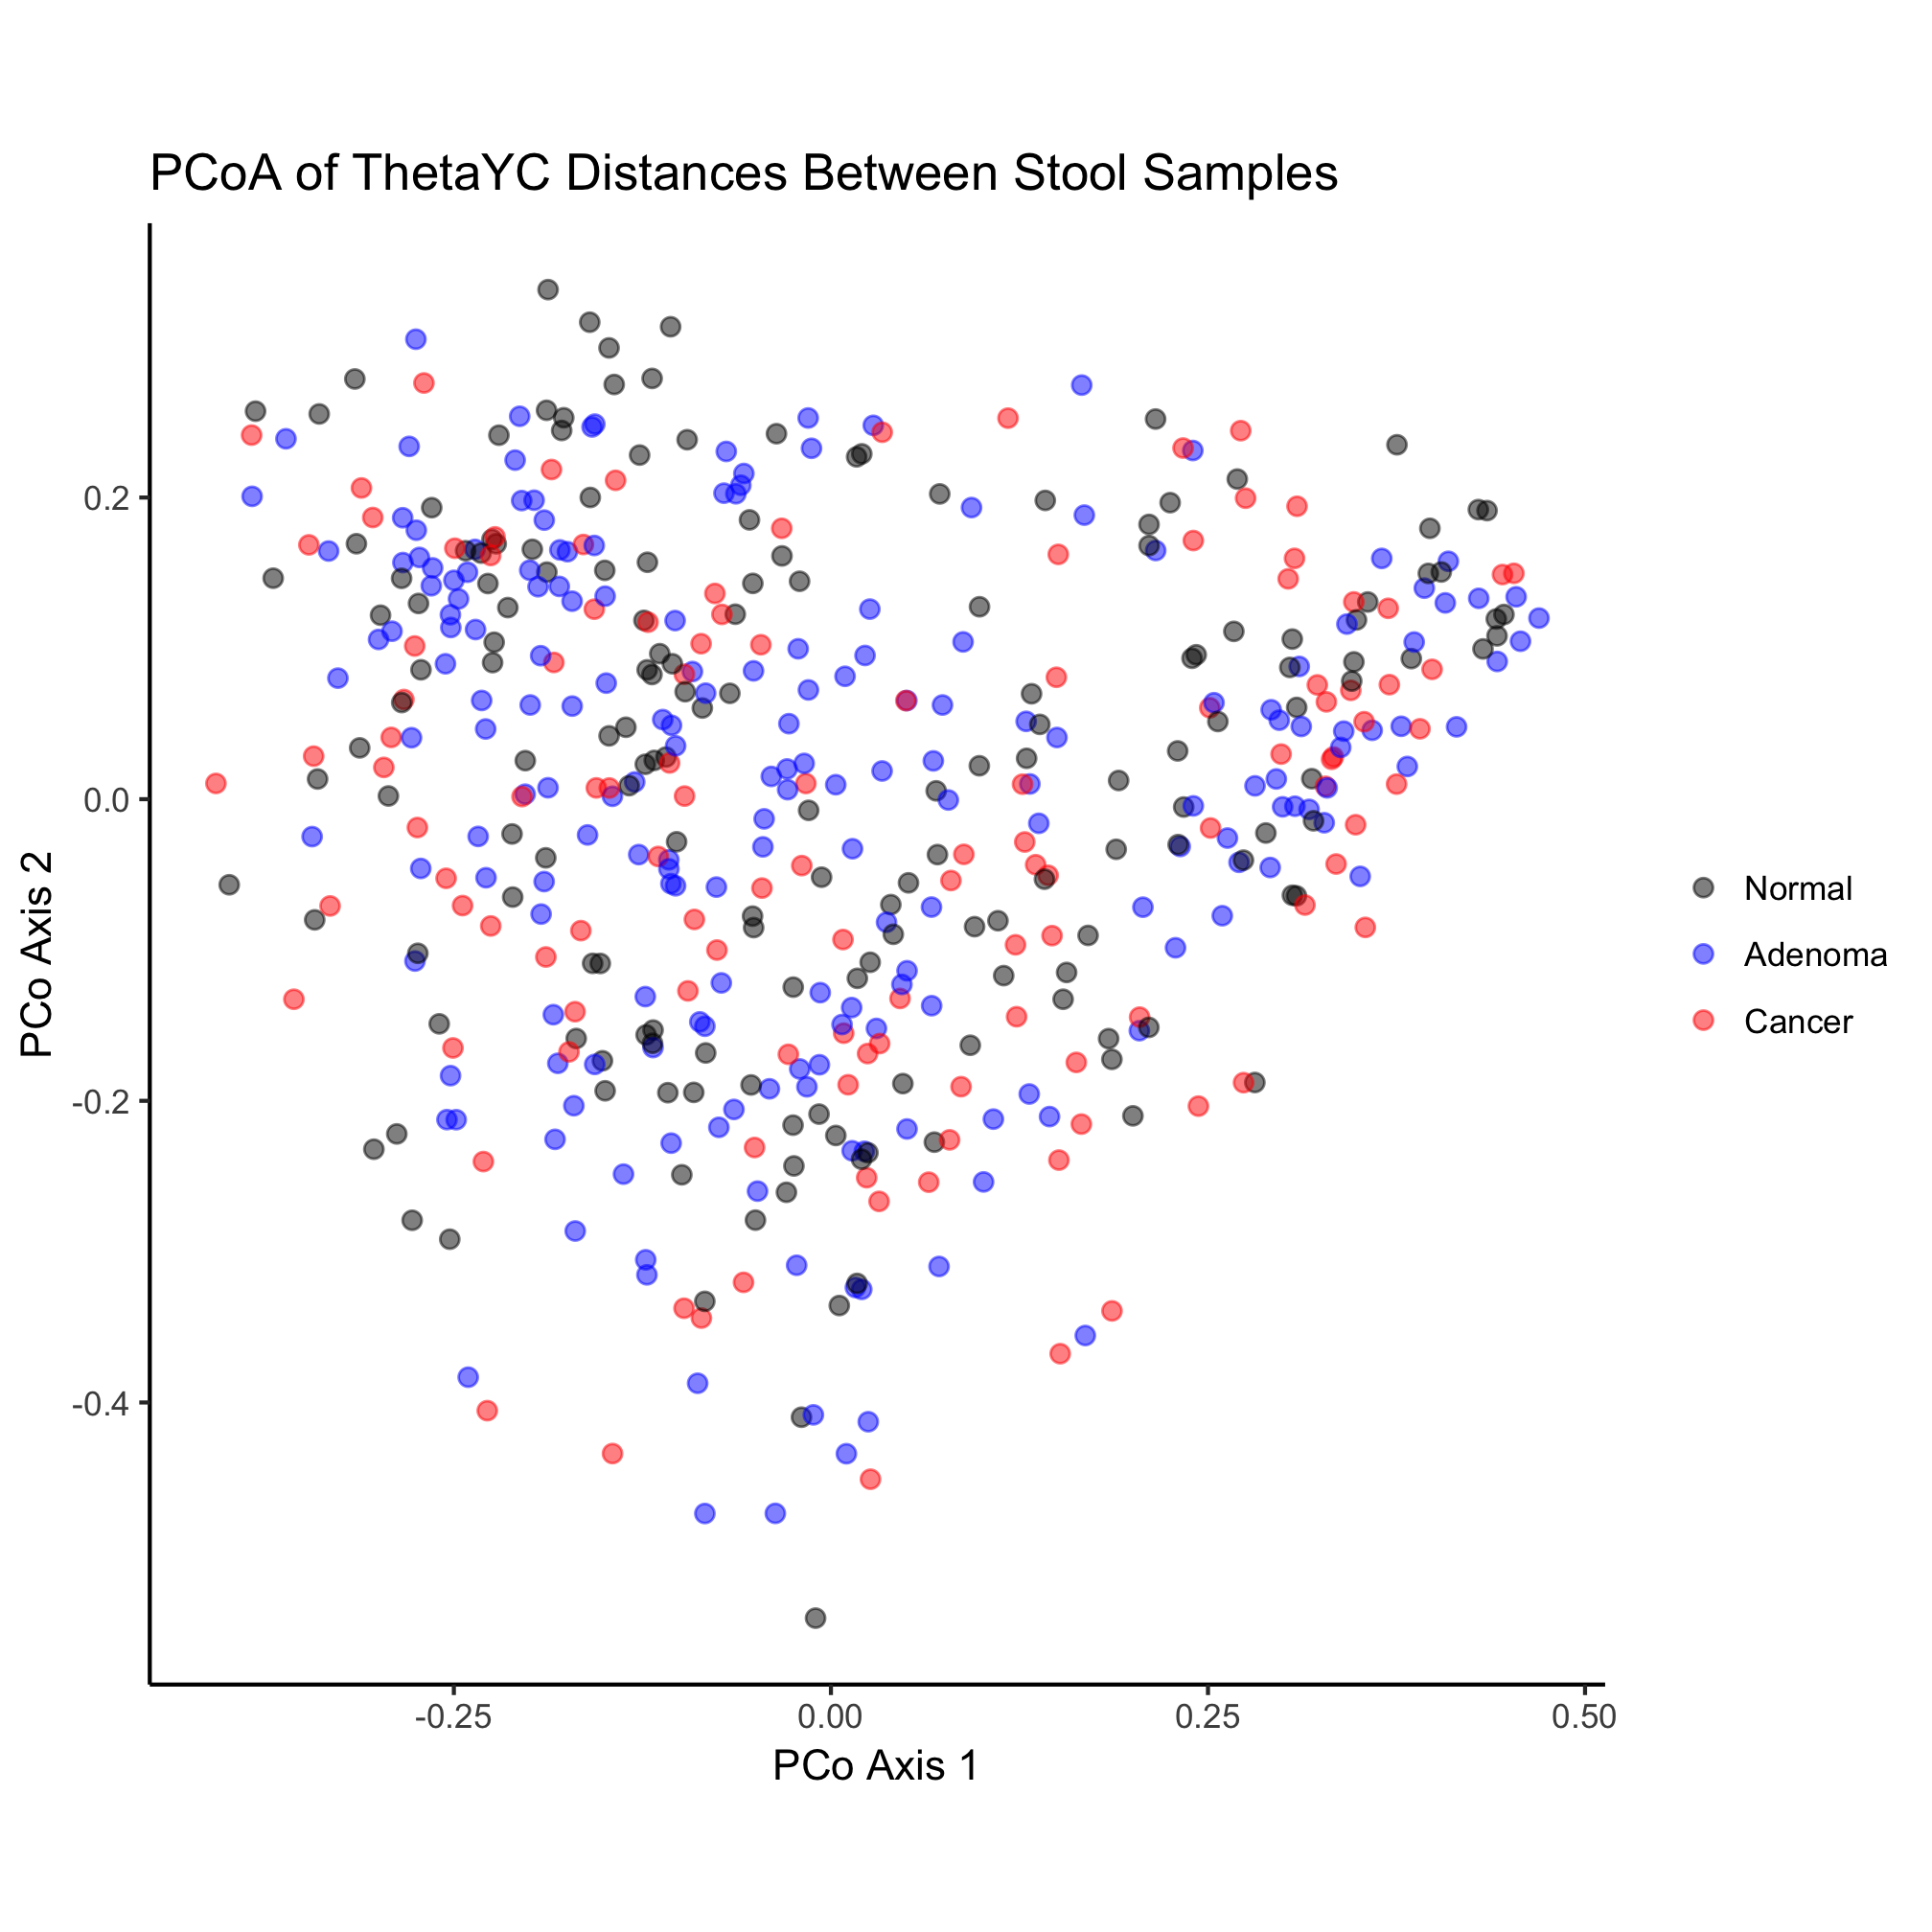 PCoA of ThetaYC Distances Between Stool Samples
PCo Axis 2
0.2
0.0
-0.2
-0.4
-0.25
0.00
0.25
0.50
PCo Axis 1
Normal
Adenoma
Cancer